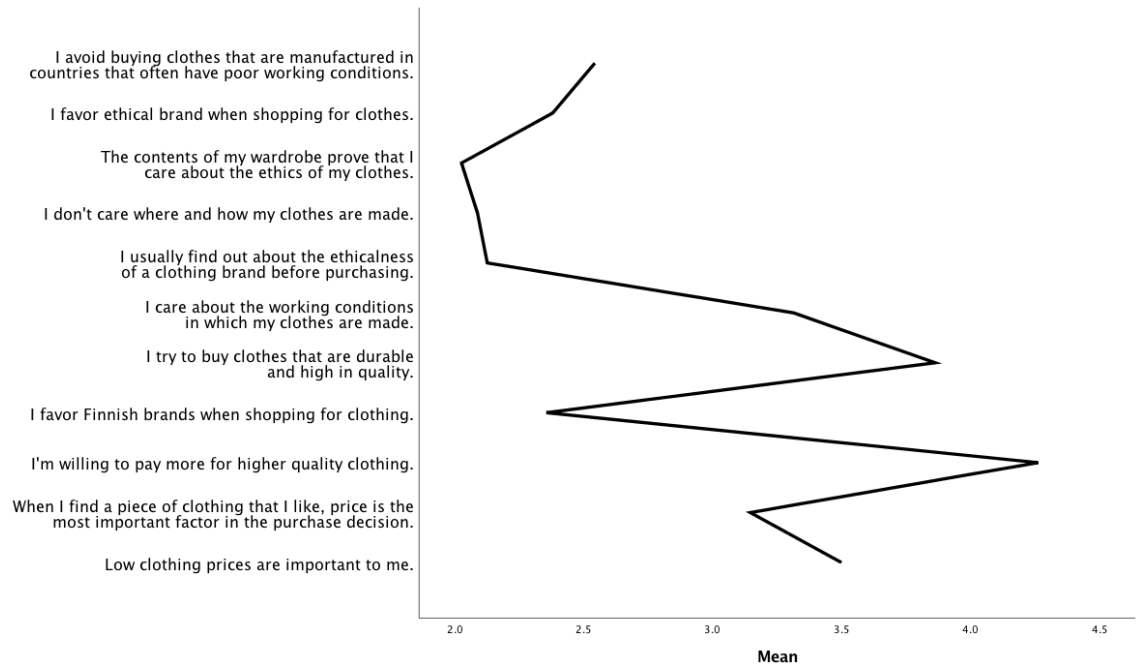 I avoid buying clothes that are manufactured in
countries that often have poor working conditions.
I favor ethical brand when shopping for clothes.
The contents of my wardrobe prove that I
care about the ethics of my clothes.
I don't care where and how my clothes are made.
I usually find out about the ethicalness
of a clothing brand before purchasing.
I care about the working conditions
in which my clothes are made.
I try to buy clothes that are durable
and high in quality.
I favor Finnish brands when shopping for clothing.
I'm willing to pay more for higher quality clothing.
When I find a piece of clothing that I like, price is the
most important factor in the purchase decision.
Low clothing prices are important to me.
2.0 2.5 3.0 3.5 4.0 4.5
Mean